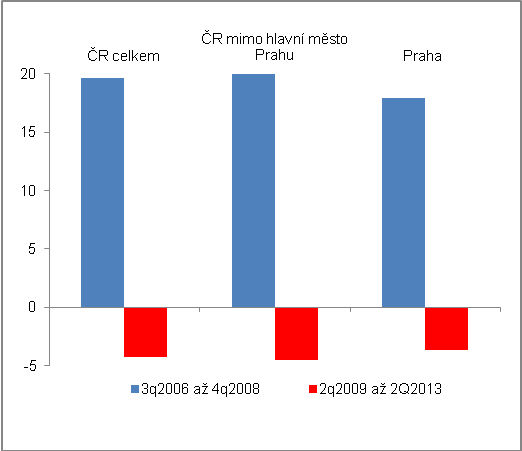 ČR celkem
ČR mimo hlavní město
Prahu
Praha
20
15
10
5
0
-5
3q2006 až 4q2008
2q2009 až 2Q2013